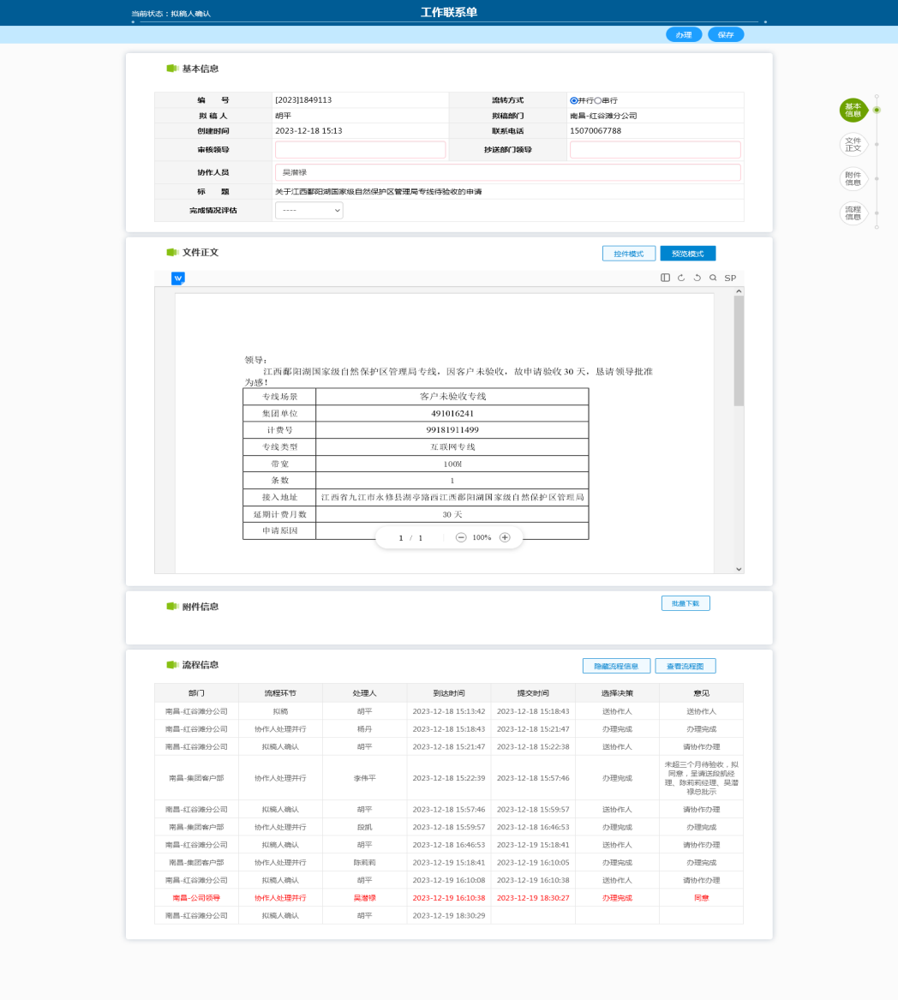 当前状态：拟稿人确认
工作联系单
办理 保存
基本信息
编 号 [2023]1849113 流转方式 并行 串行
拟 稿 人 胡平 拟稿部门 南昌-红谷滩分公司
创建时间 2023-12-18 15:13 联系电话 15070067788
审核领导 抄送部门领导
协作人员 吴潜禄
标 题 关于江西鄱阳湖国家级自然保护区管理局专线待验收的申请
完成情况评估 ----
基本
信息
文件
正文
附件
信息
流程
信息
文件正文 控件模式 预览模式
W SP
领导：
江西鄱阳湖国家级自然保护区管理局专线，因客户未验收，故申请验收 30 天，恳请领导批准
为感！
专线场景 客户未验收专线
集团单位 491016241
计费号 99181911499
专线类型 互联网专线
带宽 100M
条数 1
接入地址 江西省九江市永修县湖亭路西江西鄱阳湖国家级自然保护区管理局
延期计费月数 30 天
申请原因
1 / 1 100%
附件信息 批量下载
流程信息 隐藏流程信息 查看流程图
部门 流程环节 处理人 到达时间 提交时间 选择决策 意见
南昌-红谷滩分公司 拟稿 胡平 2023-12-18 15:13:42 2023-12-18 15:18:43 送协作人 送协作人
南昌-红谷滩分公司 协作人处理并行 杨丹 2023-12-18 15:18:43 2023-12-18 15:21:47 办理完成 办理完成
南昌-红谷滩分公司 拟稿人确认 胡平 2023-12-18 15:21:47 2023-12-18 15:22:38 送协作人 请协作办理
南昌-集团客户部 协作人处理并行 李伟平 2023-12-18 15:22:39 2023-12-18 15:57:46 办理完成 未超三个月待验收，拟
同意，呈请送段凯经
理、陈莉莉经理、吴潜
禄总批示
南昌-红谷滩分公司 拟稿人确认 胡平 2023-12-18 15:57:46 2023-12-18 15:59:57 送协作人 请协作办理
南昌-集团客户部 协作人处理并行 段凯 2023-12-18 15:59:57 2023-12-18 16:46:53 办理完成 办理完成
南昌-红谷滩分公司 拟稿人确认 胡平 2023-12-18 16:46:53 2023-12-19 15:18:41 送协作人 请协作办理
南昌-集团客户部 协作人处理并行 陈莉莉 2023-12-19 15:18:41 2023-12-19 16:10:05 办理完成 办理完成
南昌-红谷滩分公司 拟稿人确认 胡平 2023-12-19 16:10:08 2023-12-19 16:10:38 送协作人 请协作办理
南昌-公司领导 协作人处理并行 吴潜禄 2023-12-19 16:10:38 2023-12-19 18:30:27 办理完成 同意
南昌-红谷滩分公司 拟稿人确认 胡平 2023-12-19 18:30:29